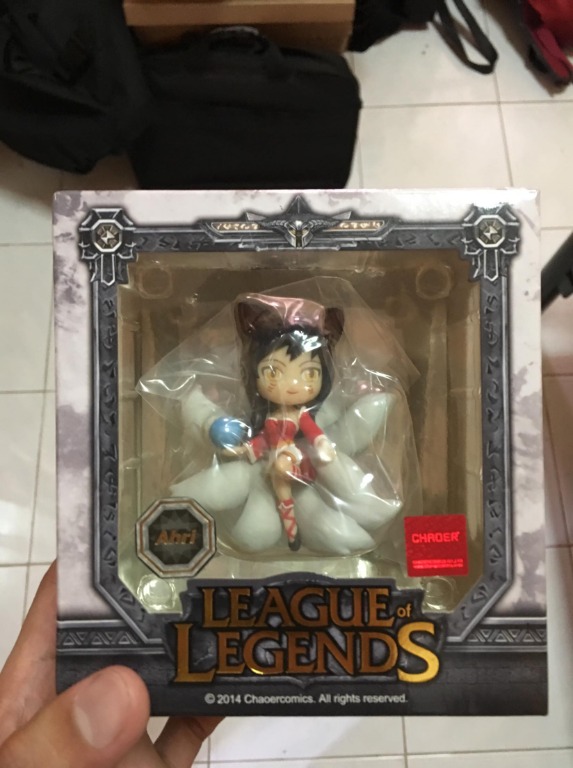 Ahri
CHAOER
LEAGUE of
LEGENDS
© 2014 Chaoercomics. All rights reserved.